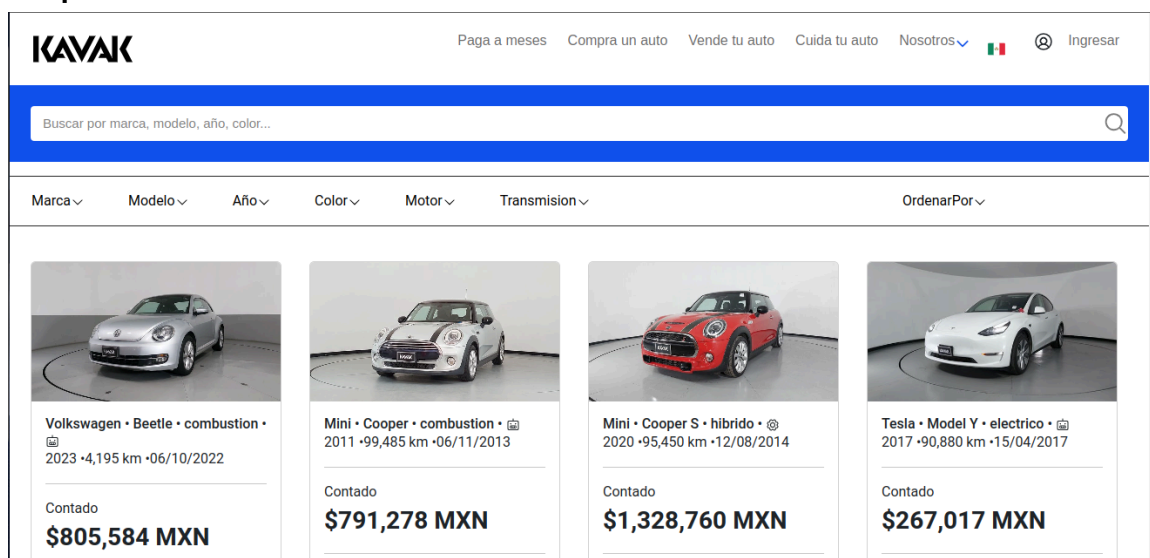 KAVAK
Paga a meses Compra un auto Vende tu auto Cuida tu auto Nosotros Ingresar
Buscar por marca, modelo, año, color...
Marca Modelo Año Color Motor Transmision OrdenarPor
Volkswagen • Beetle • combustion •
2023 •4,195 km •06/10/2022
Contado
$805,584 MXN
Mini • Cooper • combustion •
2011 •99,485 km •06/11/2013
Contado
$791,278 MXN
Mini • Cooper S • hibrido •
2020 •95,450 km •12/08/2014
Contado
$1,328,760 MXN
Tesla • Model Y • electrico •
2017 •90,880 km •15/04/2017
Contado
$267,017 MXN